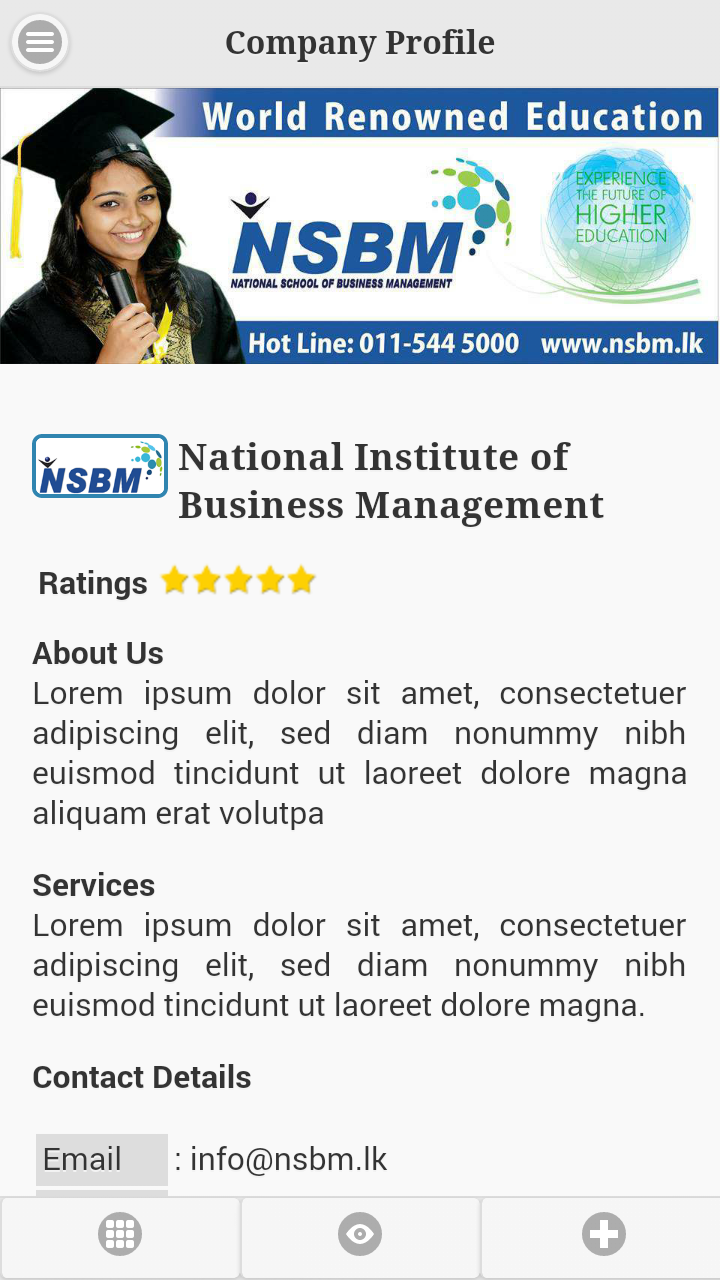 Company Profile
World Renowned Education
NSBM
NATIONAL SCHOOL OF BUSINESS MANAGEMENT
EXPERIENCE
THE FUTURE OF
HIGHER
EDUCATION
Hot Line: 011-544 5000 www.nsbm.lk
NSBM
National Institute of
Business Management
Ratings
About Us
Lorem ipsum dolor sit amet, consectetuer
adipiscing elit, sed diam nonummy nibh
euismod tincidunt ut laoreet dolore magna
aliquam erat volutpa
Services
Lorem ipsum dolor sit amet, consectetuer
adipiscing elit, sed diam nonummy nibh
euismod tincidunt ut laoreet dolore magna.
Contact Details
Email : info@nsbm.lk